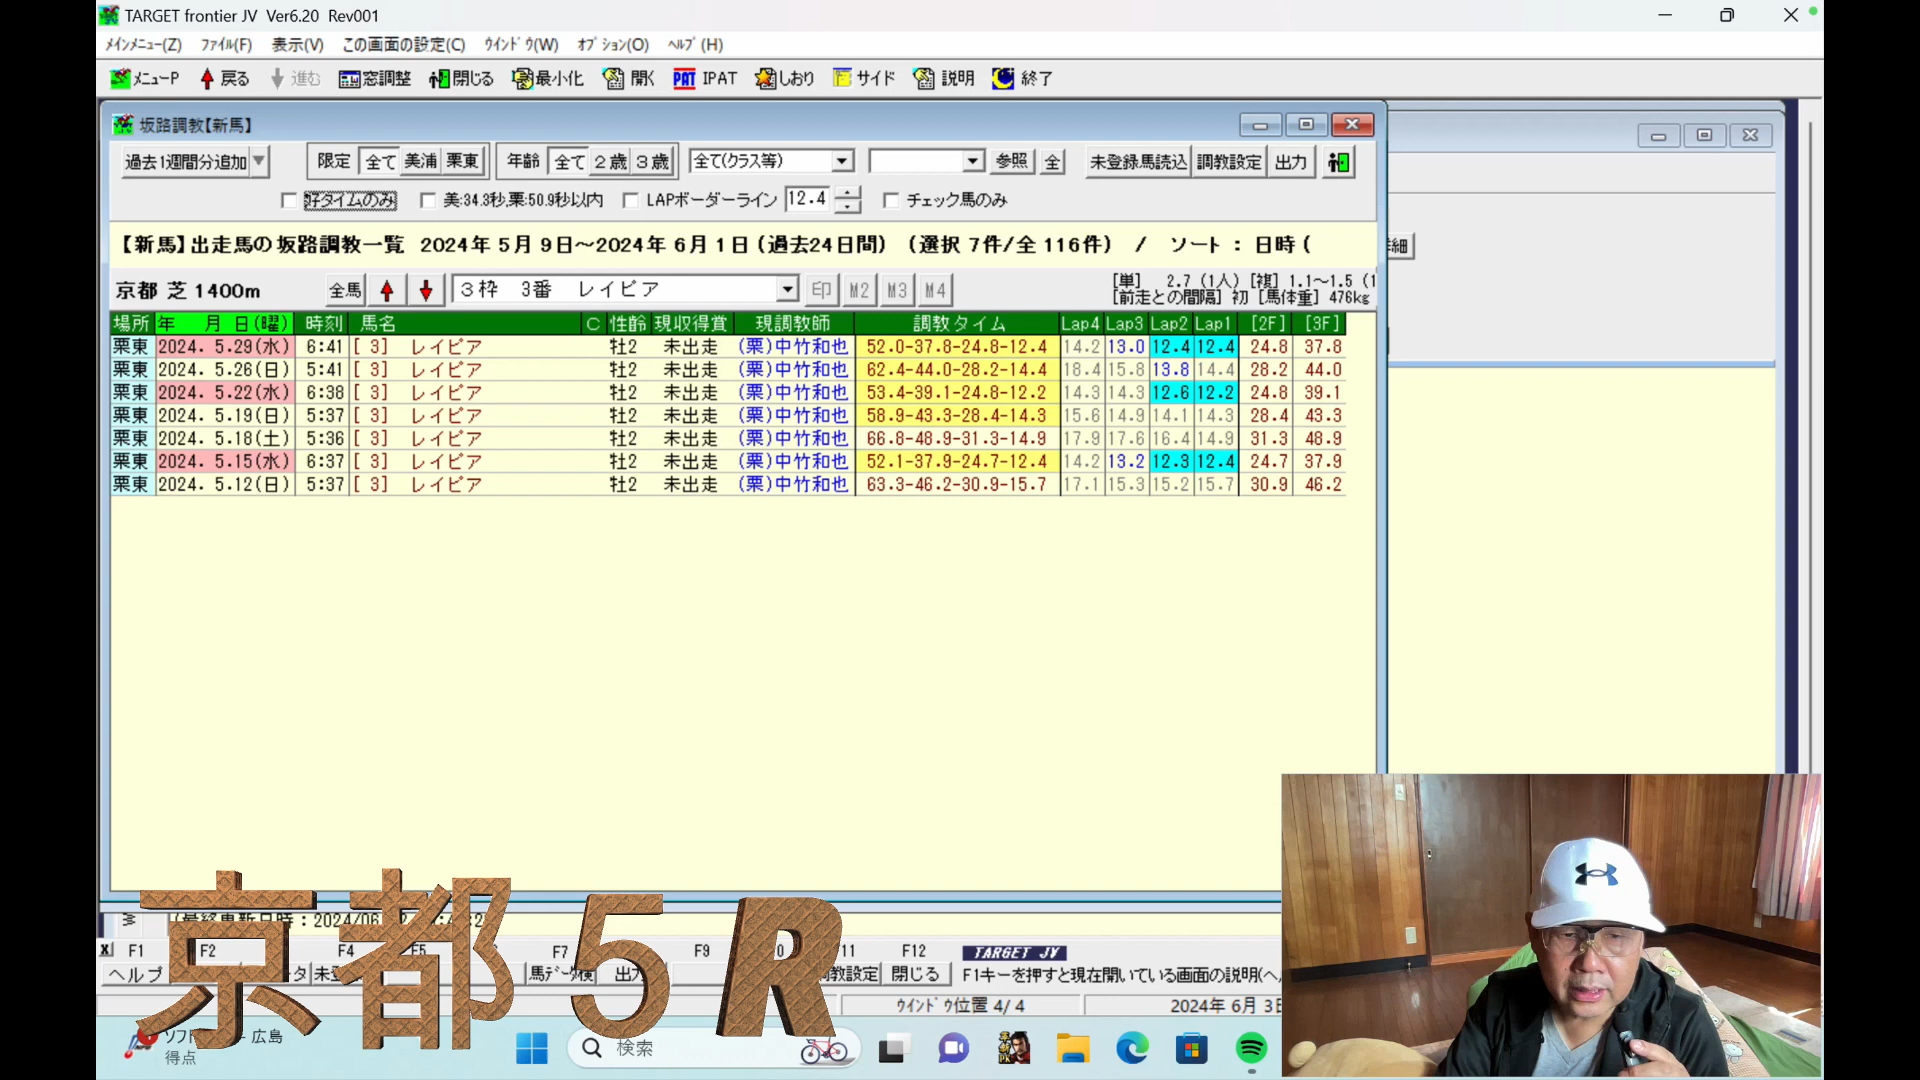 TARGET frontier JV Ver6.20 Rev001
ﾒｲﾝﾒﾆｭｰ(Z) ﾌｧｲﾙ(F) 表示(V) この画面の設定(C) ｳｲﾝﾄﾞｳ(W) ｵﾌﾟｼｮﾝ(O) ﾍﾙﾌﾟ(H)
ﾒﾆｭｰP 戻る 進む 窓調整 閉じる 最小化 開く PAT IPAT しおり サイド 説明 終了
坂路調教【新馬】
過去1週間分追加 限定 全て 美浦 栗東 年齢 全て 2歳 3歳 全て(クラス等) 参照 全 未登録馬読込 調教設定 出力
好タイムのみ 美:34.3秒,栗:50.9秒以内 LAPボーダーライン 12.4 チェック馬のみ
【新馬】出走馬の坂路調教一覧 2024年 5月 9日～2024年 6月 1日 (過去24日間) (選択 7件/全 116件) / ソート : 日時 (
細
京都 芝1400m 全馬 3枠 3番 レイピア 印 M2 M3 M4
[単] 2.7 (1人) [複] 1.1～1.5 (1
[前走との間隔] 初 [馬体重] 476kg
場所 年 月 日(曜) 時刻 馬名 C 性齢 現収得賞 現調教師 調教タイム Lap4 Lap3 Lap2 Lap1 [2F] [3F]
栗東 2024. 5.29(水) 6:41 [ 3] レイピア 牡2 未出走 (栗)中竹和也 52.0-37.8-24.8-12.4 14.2 13.0 12.4 12.4 24.8 37.8
栗東 2024. 5.26(日) 5:41 [ 3] レイピア 牡2 未出走 (栗)中竹和也 62.4-44.0-28.2-14.4 18.4 15.8 13.8 14.4 28.2 44.0
栗東 2024. 5.22(水) 6:38 [ 3] レイピア 牡2 未出走 (栗)中竹和也 53.4-39.1-24.8-12.2 14.3 14.3 12.6 12.2 24.8 39.1
栗東 2024. 5.19(日) 5:37 [ 3] レイピア 牡2 未出走 (栗)中竹和也 58.9-43.3-28.4-14.3 15.6 14.9 14.1 14.3 28.4 43.3
栗東 2024. 5.18(土) 5:36 [ 3] レイピア 牡2 未出走 (栗)中竹和也 66.8-48.9-31.3-14.9 17.9 17.6 16.4 14.9 31.3 48.9
栗東 2024. 5.15(水) 6:37 [ 3] レイピア 牡2 未出走 (栗)中竹和也 52.1-37.9-24.7-12.4 14.2 13.2 12.3 12.4 24.7 37.9
栗東 2024. 5.12(日) 5:37 [ 3] レイピア 牡2 未出走 (栗)中竹和也 63.3-46.2-30.9-15.7 17.1 15.3 15.2 15.7 30.9 46.2
京都5R
(最終更新日時：2024/06
X F1 F2 F4 F5 F7 F9 F12 TARGET JV
ヘルプ 閉じる F1キーを押すと現在開いている画面の説明(ヘ
ｳｲﾝﾄﾞｳ位置 4/ 4 2024年 6月 3日
広島
得点
検索